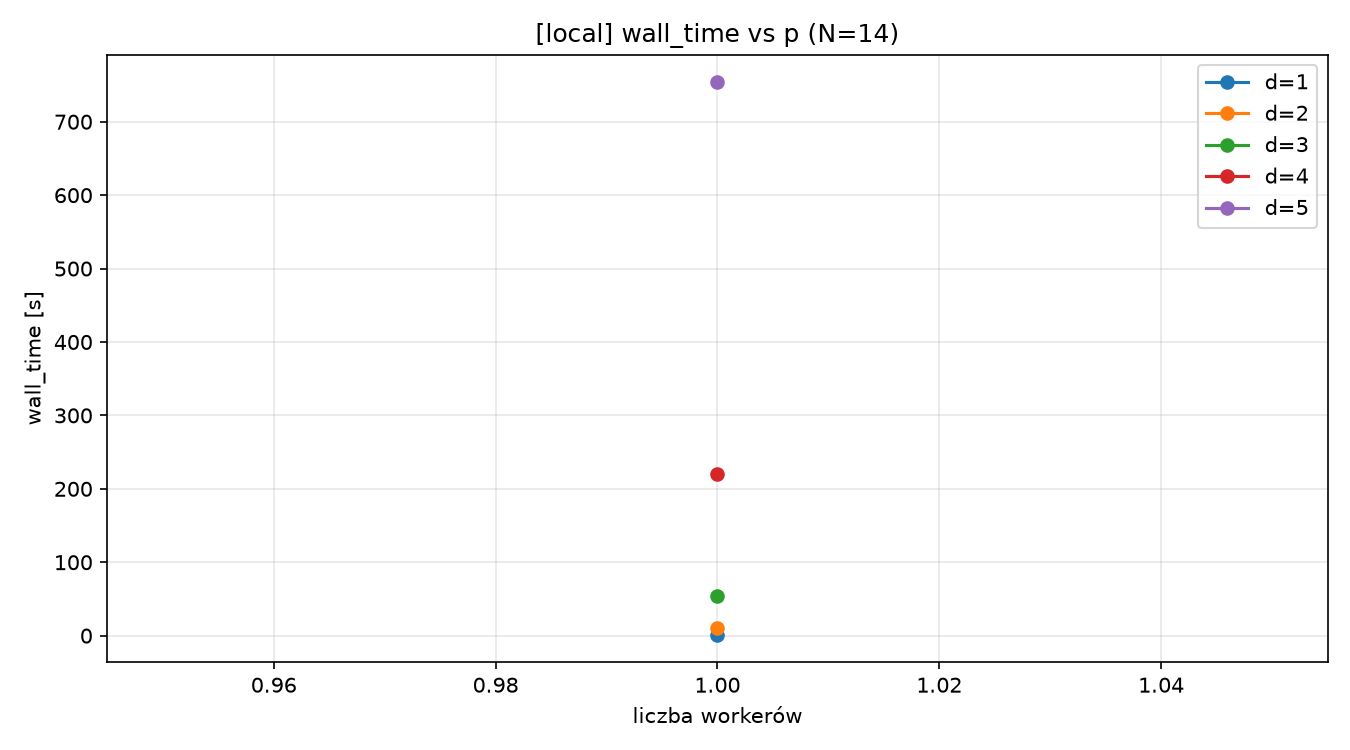 [local] wall_time vs p (N=14)
d=1
d=2
d=3
d=4
d=5
700
600
500
400
300
200
100
0
wall_time [s]
0.96 0.98 1.00 1.02 1.04
liczba workerów